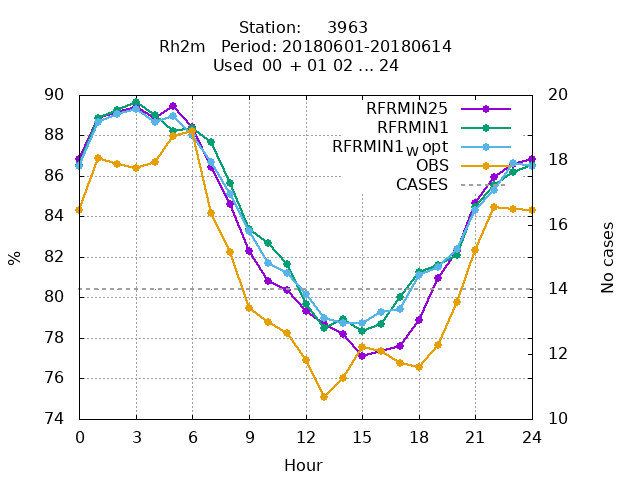 Station: 3963
Rh2m Period: 20180601-20180614
Used 00 + 01 02 ... 24
90 20
RFRMIN25
RFRMIN1
RFRMIN1w opt
OBS
CASES
88
86 18
84
16
82
80 14
78
12
76
74 10
%
No cases
0 3 6 9 12 15 18 21 24
Hour